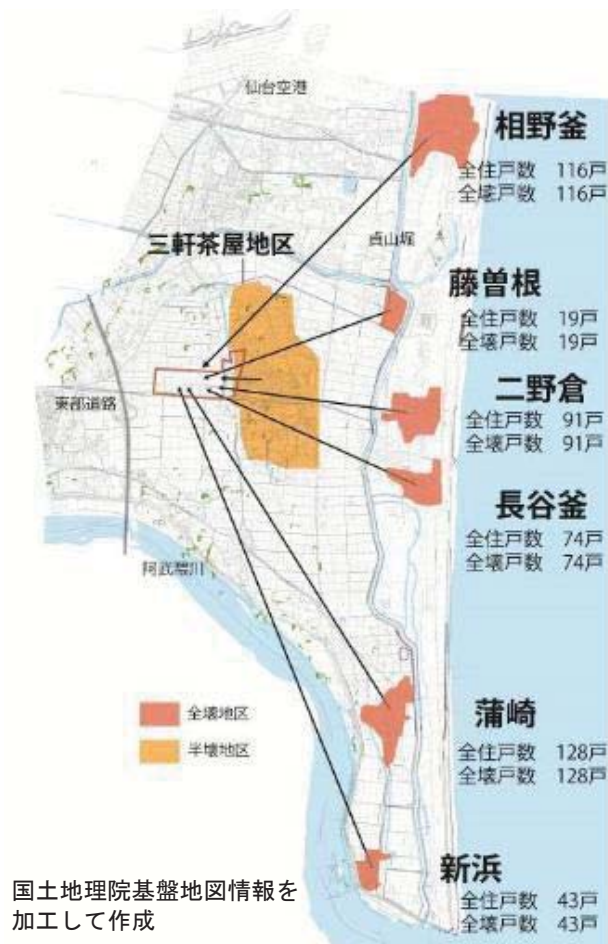 仙台空港
相野釜
全住戸数 116戸
全壊戸数 116戸
三軒茶屋地区
貞山堀
藤曽根
全住戸数 19戸
全壊戸数 19戸
二野倉
全住戸数 91戸
全壊戸数 91戸
東部道路
長谷釜
全住戸数 74戸
全壊戸数 74戸
阿武隈川
蒲崎
全住戸数 128戸
全壊戸数 128戸
全壊地区
半壊地区
新浜
全住戸数 43戸
全壊戸数 43戸
国土地理院基盤地図情報を
加工して作成